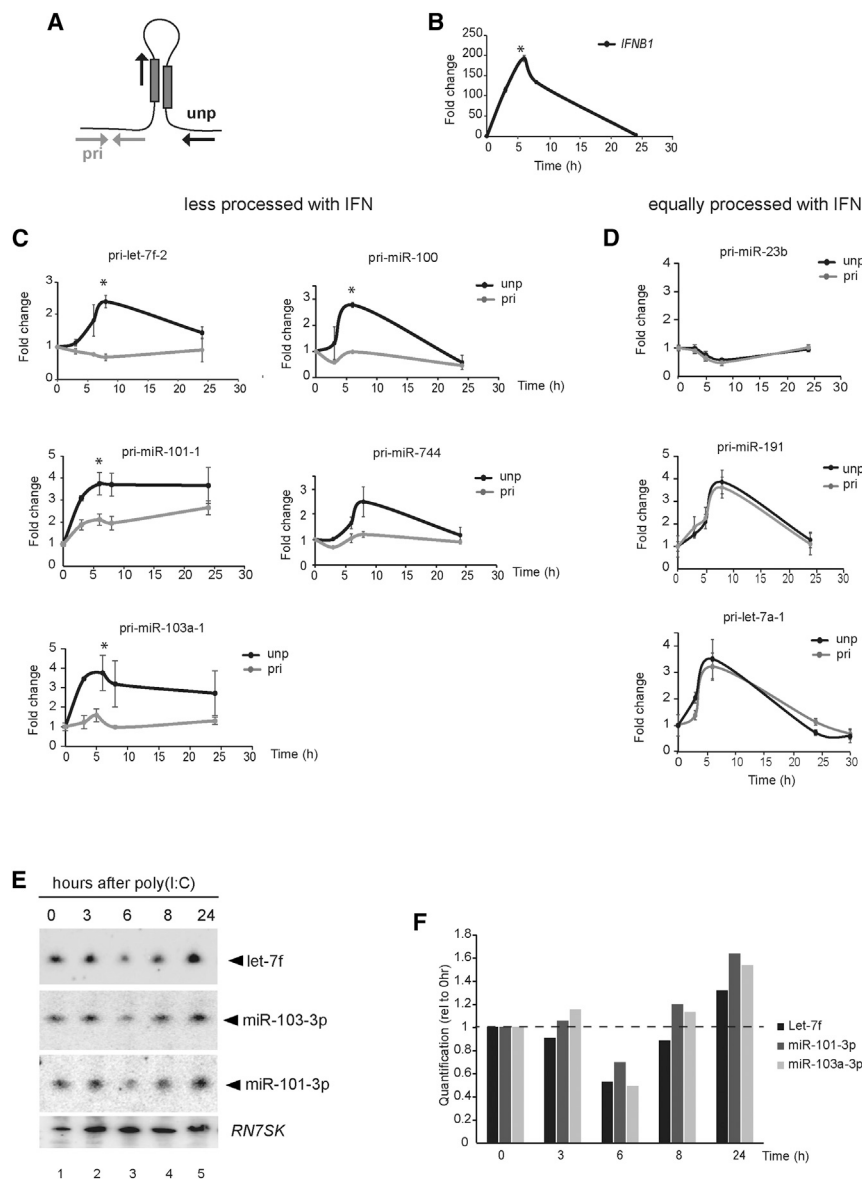 A
unp
pri
B
*
IFNB1
Fold change
250
200
150
100
50
0
0 5 10 15 20 25 30
Time (h)
less processed with IFN
equally processed with IFN
C
pri-let-7f-2
*
Fold change
3
2
1
0
0 5 10 15 20 25 30
pri-miR-100
*
unp
pri
Fold change
3
2
1
0
0 5 10 15 20 25 30
Time (h)
pri-miR-101-1
*
Fold change
5
4
3
2
1
0
0 5 10 15 20 25 30
pri-miR-744
unp
pri
Fold change
5
4
3
2
1
0
0 5 10 15 20 25 30
Time (h)
pri-miR-103a-1
*
unp
pri
Fold change
5
4
3
2
1
0
0 5 10 15 20 25 30
Time (h)
D
pri-miR-23b
unp
pri
Fold change
4
3
2
1
0
0 5 10 15 20 25 30
pri-miR-191
unp
pri
Fold change
5
4
3
2
1
0
0 5 10 15 20 25 30
pri-let-7a-1
unp
pri
Fold change
4
3
2
1
0
0 5 10 15 20 25 30
Time (h)
E
hours after poly(I:C)
0 3 6 8 24
let-7f
miR-103-3p
miR-101-3p
RN7SK
1 2 3 4 5
F
Quantification (rel to 0hr)
1.8
1.6
1.4
1.2
1
0.8
0.6
0.4
0.2
0
0 3 6 8 24
Time (h)
Let-7f
miR-101-3p
miR-103a-3p